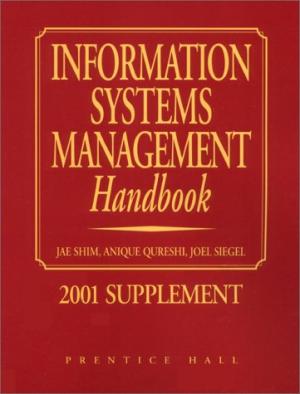 INFORMATION
SYSTEMS
MANAGEMENT
Handbook
JAE SHIM, ANIQUE QURESHI, JOEL SIEGEL
2001 SUPPLEMENT
PRENTICE HALL